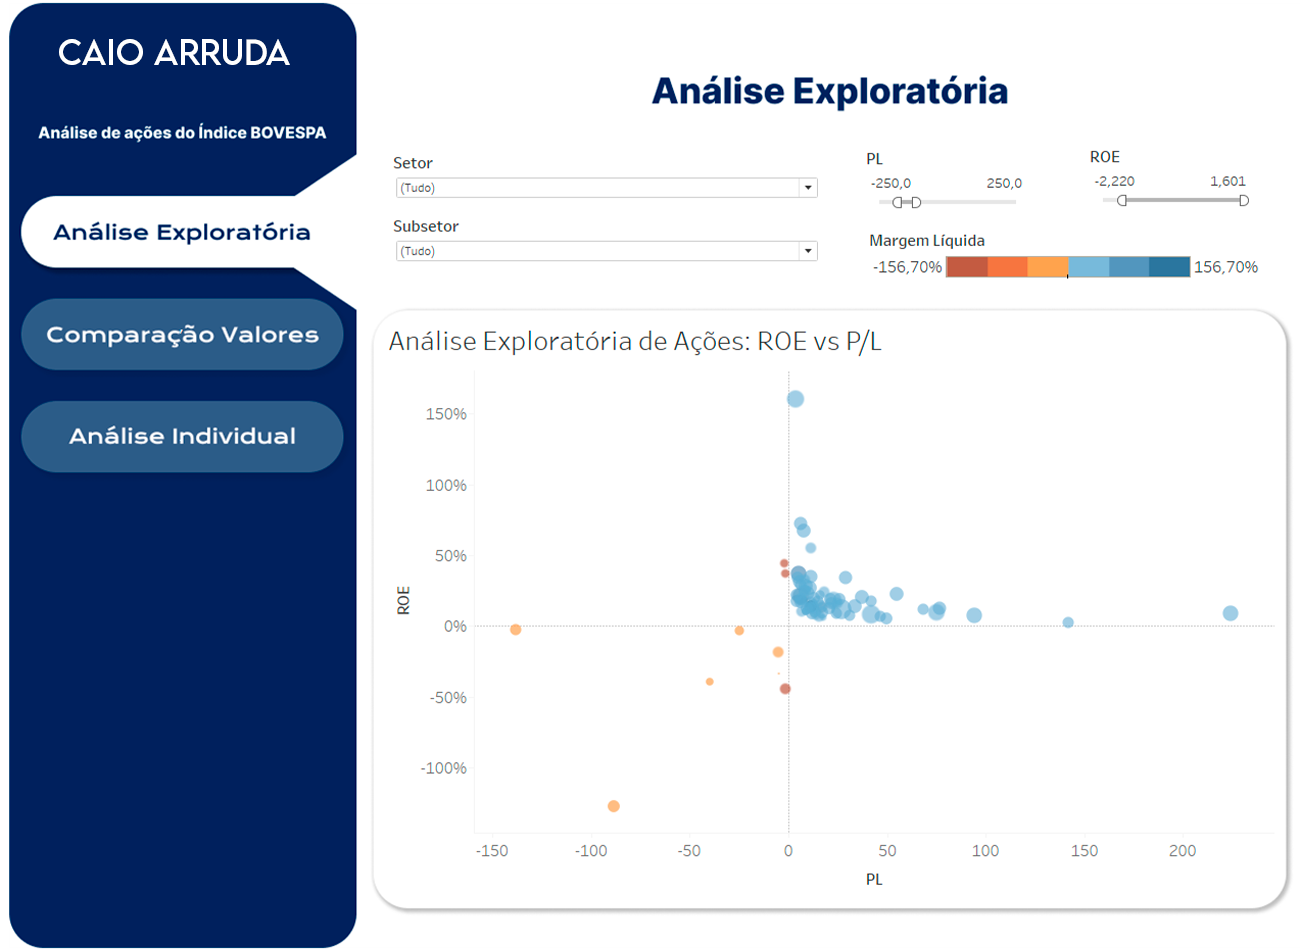 CAIO ARRUDA
Análise de ações do Índice BOVESPA
Análise Exploratória
Comparação Valores
Análise Individual
Análise Exploratória
Setor
(Tudo)
Subsetor
(Tudo)
PL
-250,0 250,0
ROE
-2,220 1,601
Margem Líquida
-156,70% 156,70%
Análise Exploratória de Ações: ROE vs P/L
150%
100%
50%
0%
-50%
-100%
ROE
-150 -100 -50 0 50 100 150 200
PL